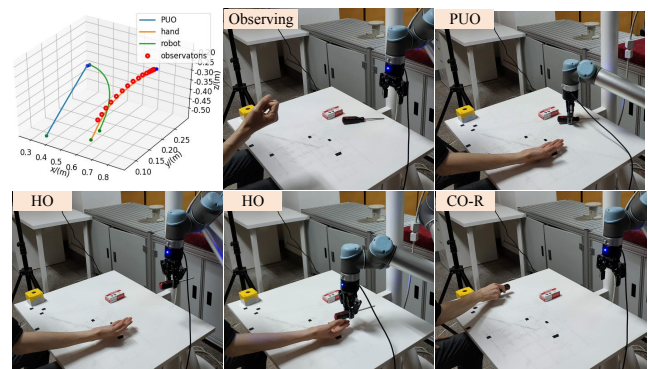 PUO
hand
robot
observatons
-0.25
-0.30
-0.35
-0.40
-0.45
-0.50
z/(m)
0.3
0.4
0.5
0.6
0.7
0.8
x/(m)
0.10
0.15
0.20
0.25
y/(m)
Observing
PUO
HO
HO
CO-R